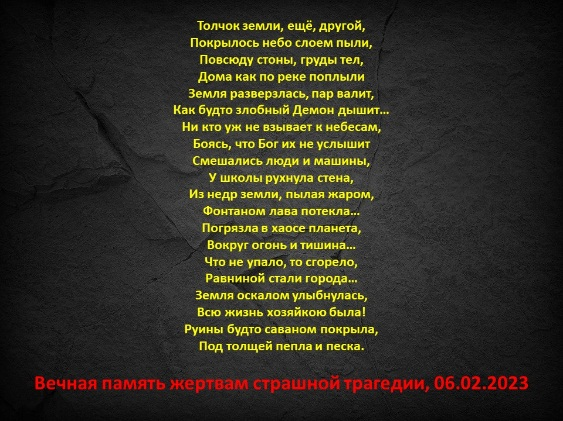 Толчок земли, ещё, другой,
Покрылось небо слоем пыли,
Повсюду стоны, груды тел,
Дома как по реке поплыли
Земля разверзлась, пар валит,
Как будто злобный Демон дышит...
Ни кто уж не взывает к небесам,
Боясь, что Бог их не услышит
Смешались люди и машины,
У школы рухнула стена,
Из недр земли, пылая жаром,
Фонтаном лава потекла...
Погрязла в хаосе планета,
Вокруг огонь и тишина...
Что не упало, то сгорело,
Равниной стали города...
Земля оскалом улыбнулась,
Всю жизнь хозяйкою была!
Руины будто саваном покрыла,
Под толщей пепла и песка.
Вечная память жертвам страшной трагедии, 06.02.2023